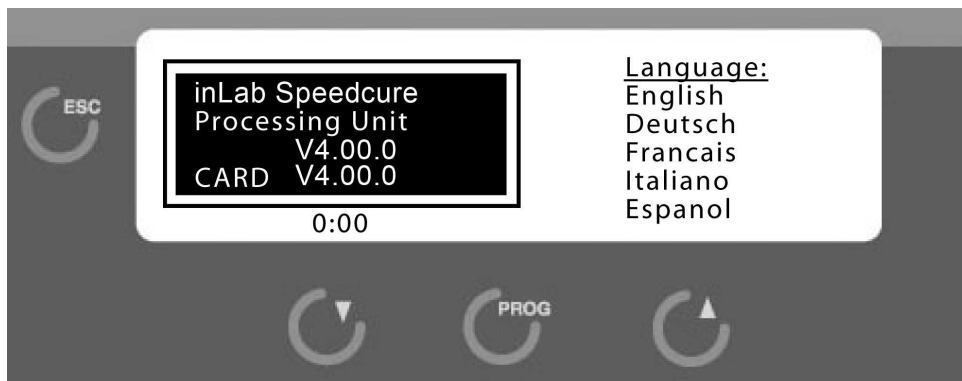 ESC
inLab Speedcure
Processing Unit
V4.00.0
CARD V4.00.0
0:00
Language:
English
Deutsch
Francais
Italiano
Espanol
▼
PROG
▲